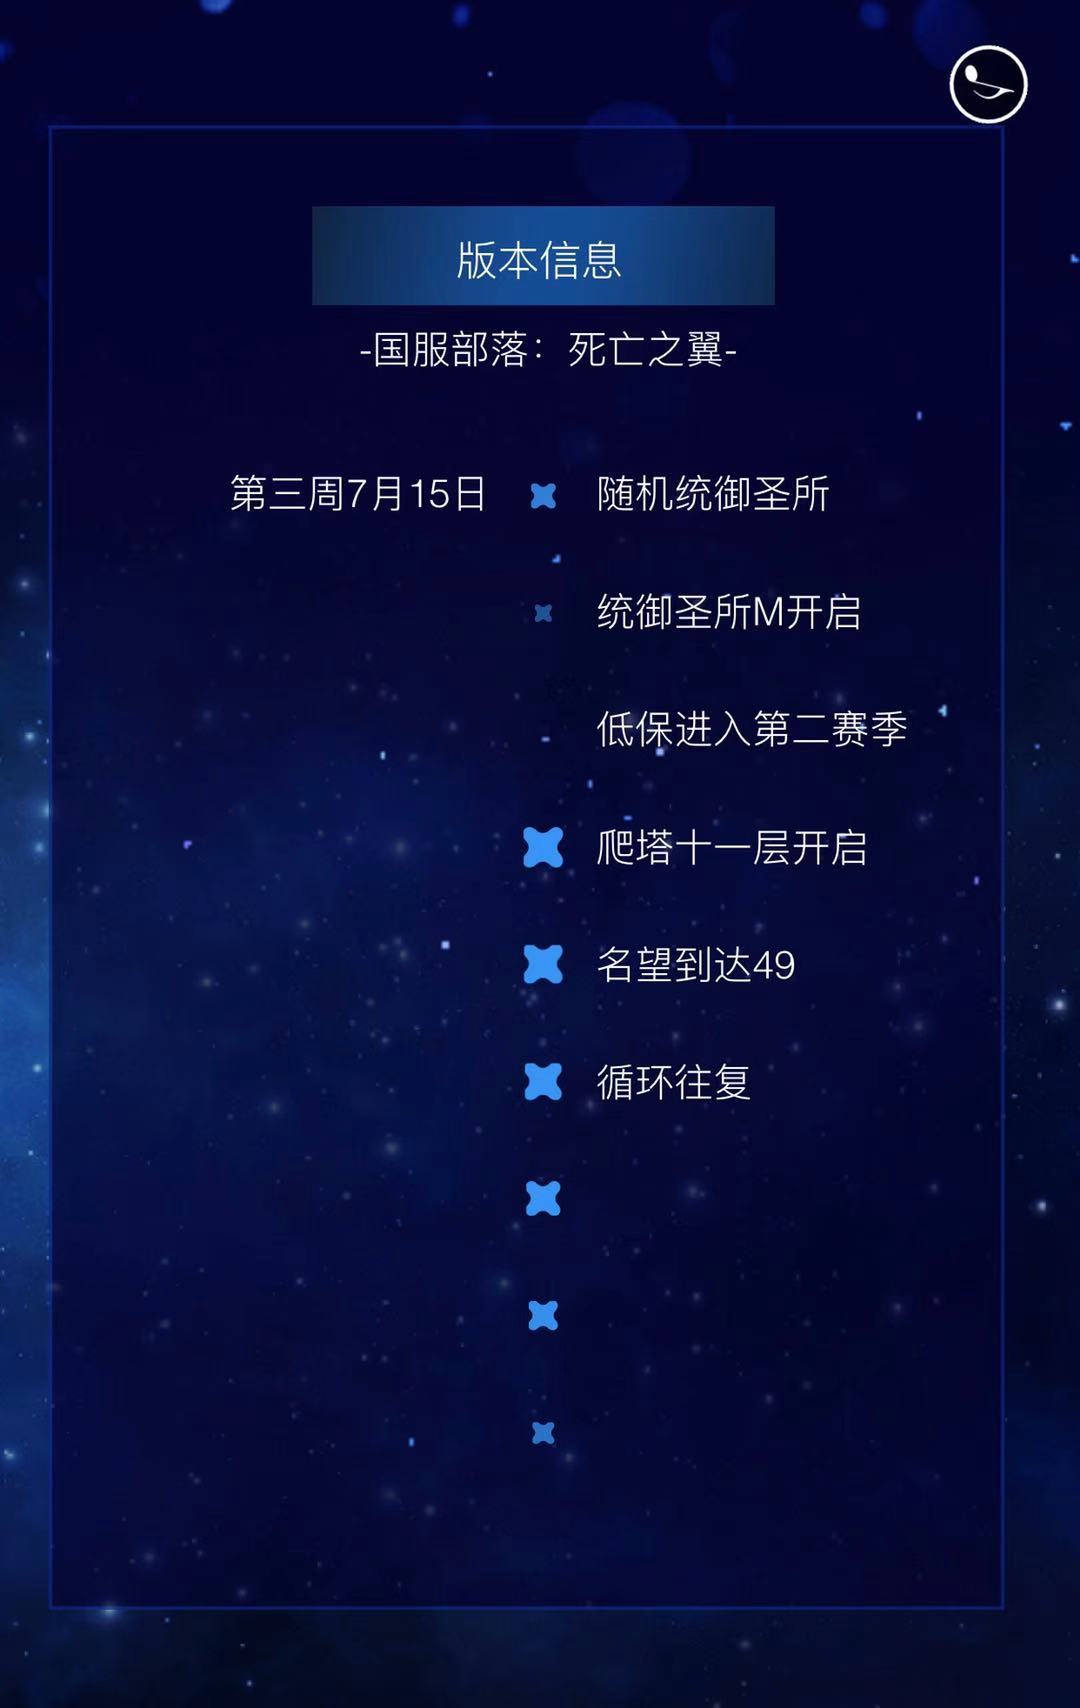 版本信息
-国服部落：死亡之翼-
第三周7月15日 随机统御圣所
统御圣所M开启
低保进入第二赛季
爬塔十一层开启
名望到达49
循环往复